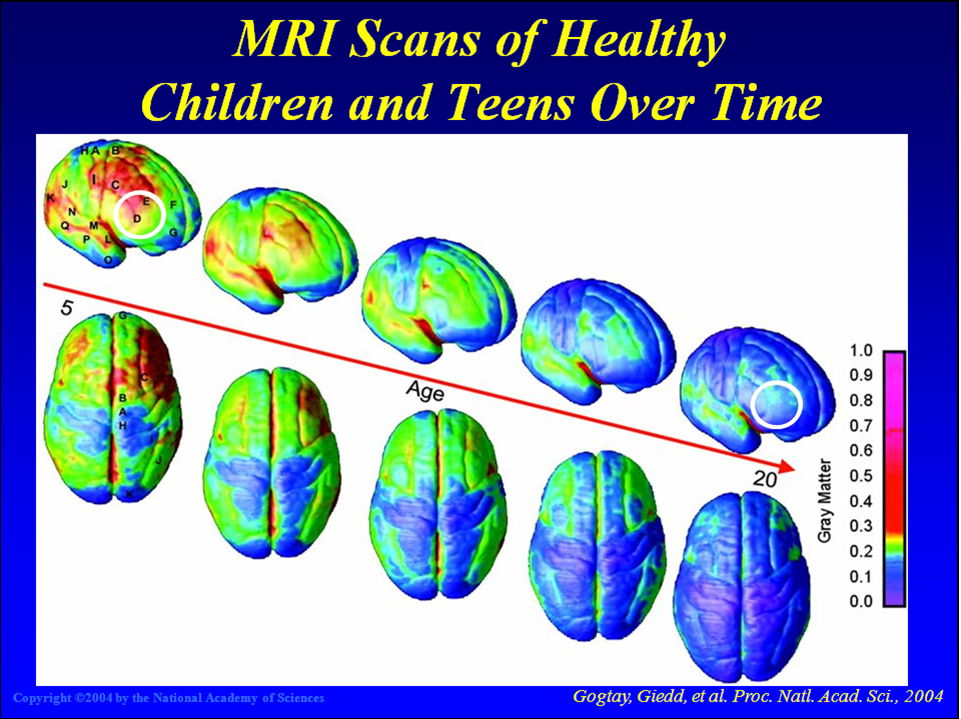 MRI Scans of Healthy
Children and Teens Over Time
H A B
J I C
K E F
N D
Q M G
P L
O
5
G
C
B
A
H
J
K
Age
20
1.0
0.9
0.8
0.7
0.6
0.5
0.4
0.3
0.2
0.1
0.0
Gray Matter
Copyright ©2004 by the National Academy of Sciences
Gogtay, Giedd, et al. Proc. Natl. Acad. Sci., 2004